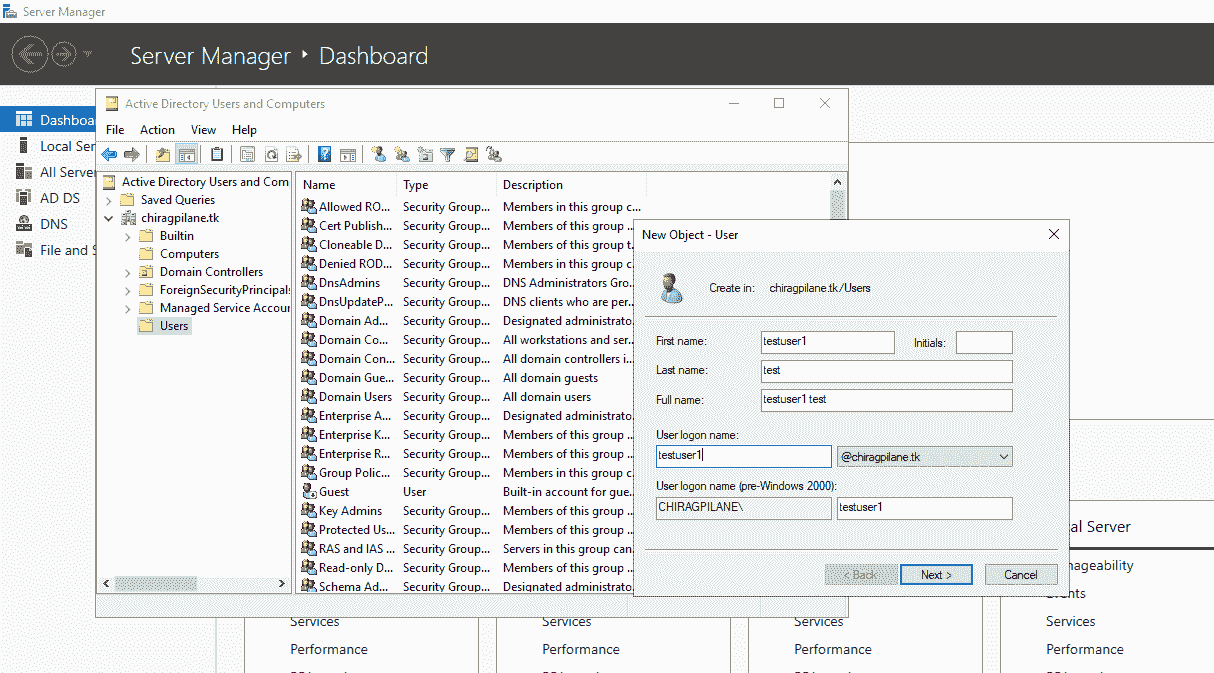 Server Manager
Server Manager ‣ Dashboard
Active Directory Users and Computers
File Action View Help
Dashboa
Local Ser
All Server
AD DS
DNS
File and S
Active Directory Users and Com
Saved Queries
chiragpilane.tk
Builtin
Computers
Domain Controllers
ForeignSecurityPrincipals
Managed Service Accour
Users
Name Type Description
Allowed RO... Security Group... Members in this group c...
Cert Publish... Security Group... Members of this group ...
Cloneable D... Security Group... Members of this group t...
Denied ROD... Security Group... Members in this group c...
DnsAdmins Security Group... DNS Administrators Gro...
DnsUpdateP... Security Group... DNS clients who are per...
Domain Ad... Security Group... Designated administrato...
Domain Co... Security Group... All workstations and ser...
Domain Con... Security Group... All domain controllers i...
Domain Gue... Security Group... All domain guests
Domain Users Security Group... All domain users
Enterprise A... Security Group... Designated administrato...
Enterprise K... Security Group... Members of this group ...
Enterprise R... Security Group... Members of this group ...
Group Polic... Security Group... Members in this group c...
Guest User Built-in account for gue...
Key Admins Security Group... Members of this group ...
Protected Us... Security Group... Members of this group ...
RAS and IAS ... Security Group... Servers in this group can...
Read-only D... Security Group... Members of this group ...
Schema Ad... Security Group... Designated administrato...
New Object - User
Create in: chiragpilane.tk/Users
First name: testuser1 Initials:
Last name: test
Full name: testuser1 test
User logon name:
testuser1 @chiragpilane.tk
User logon name (pre-Windows 2000):
CHIRAGPILANE\ testuser1
< Back Next > Cancel
al Server
nageability
ents
Services Services Services Services
Performance Performance Performance Performance